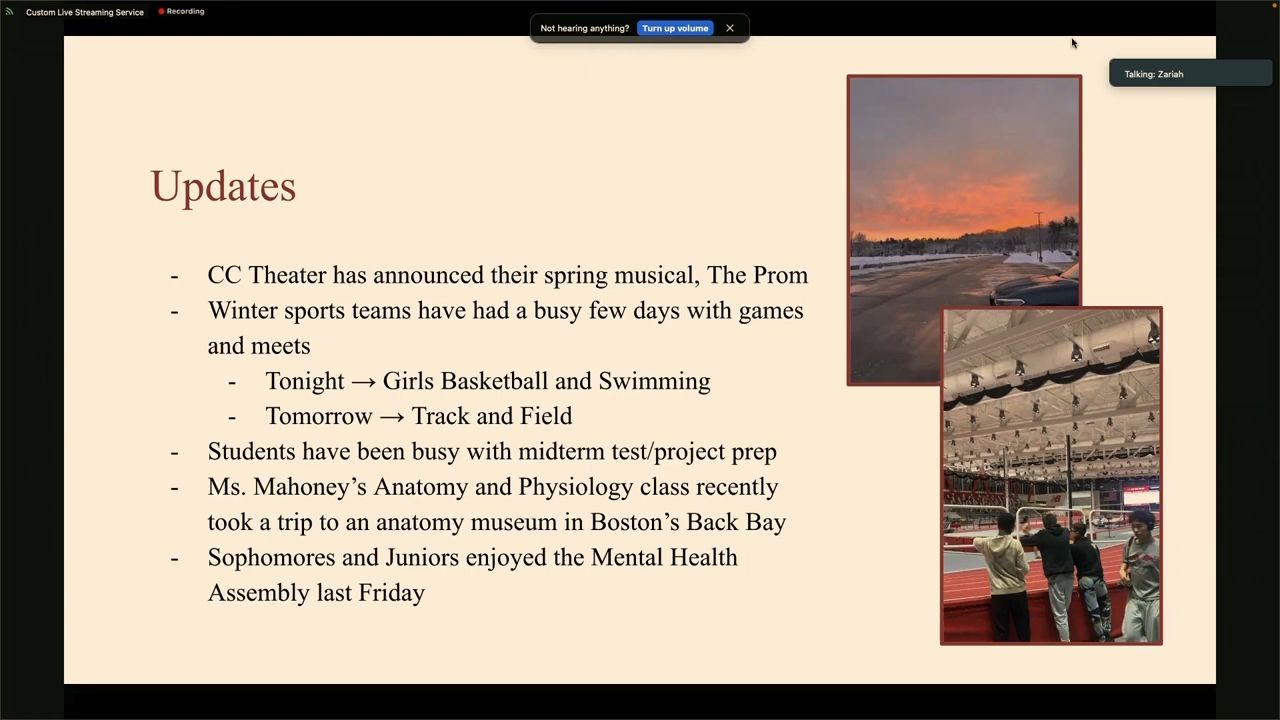 Custom Live Streaming Service
Recording
Not hearing anything? Turn up volume
Talking: Zariah
Updates
- CC Theater has announced their spring musical, The Prom
- Winter sports teams have had a busy few days with games
and meets
- Tonight → Girls Basketball and Swimming
- Tomorrow → Track and Field
- Students have been busy with midterm test/project prep
- Ms. Mahoney’s Anatomy and Physiology class recently
took a trip to an anatomy museum in Boston’s Back Bay
- Sophomores and Juniors enjoyed the Mental Health
Assembly last Friday